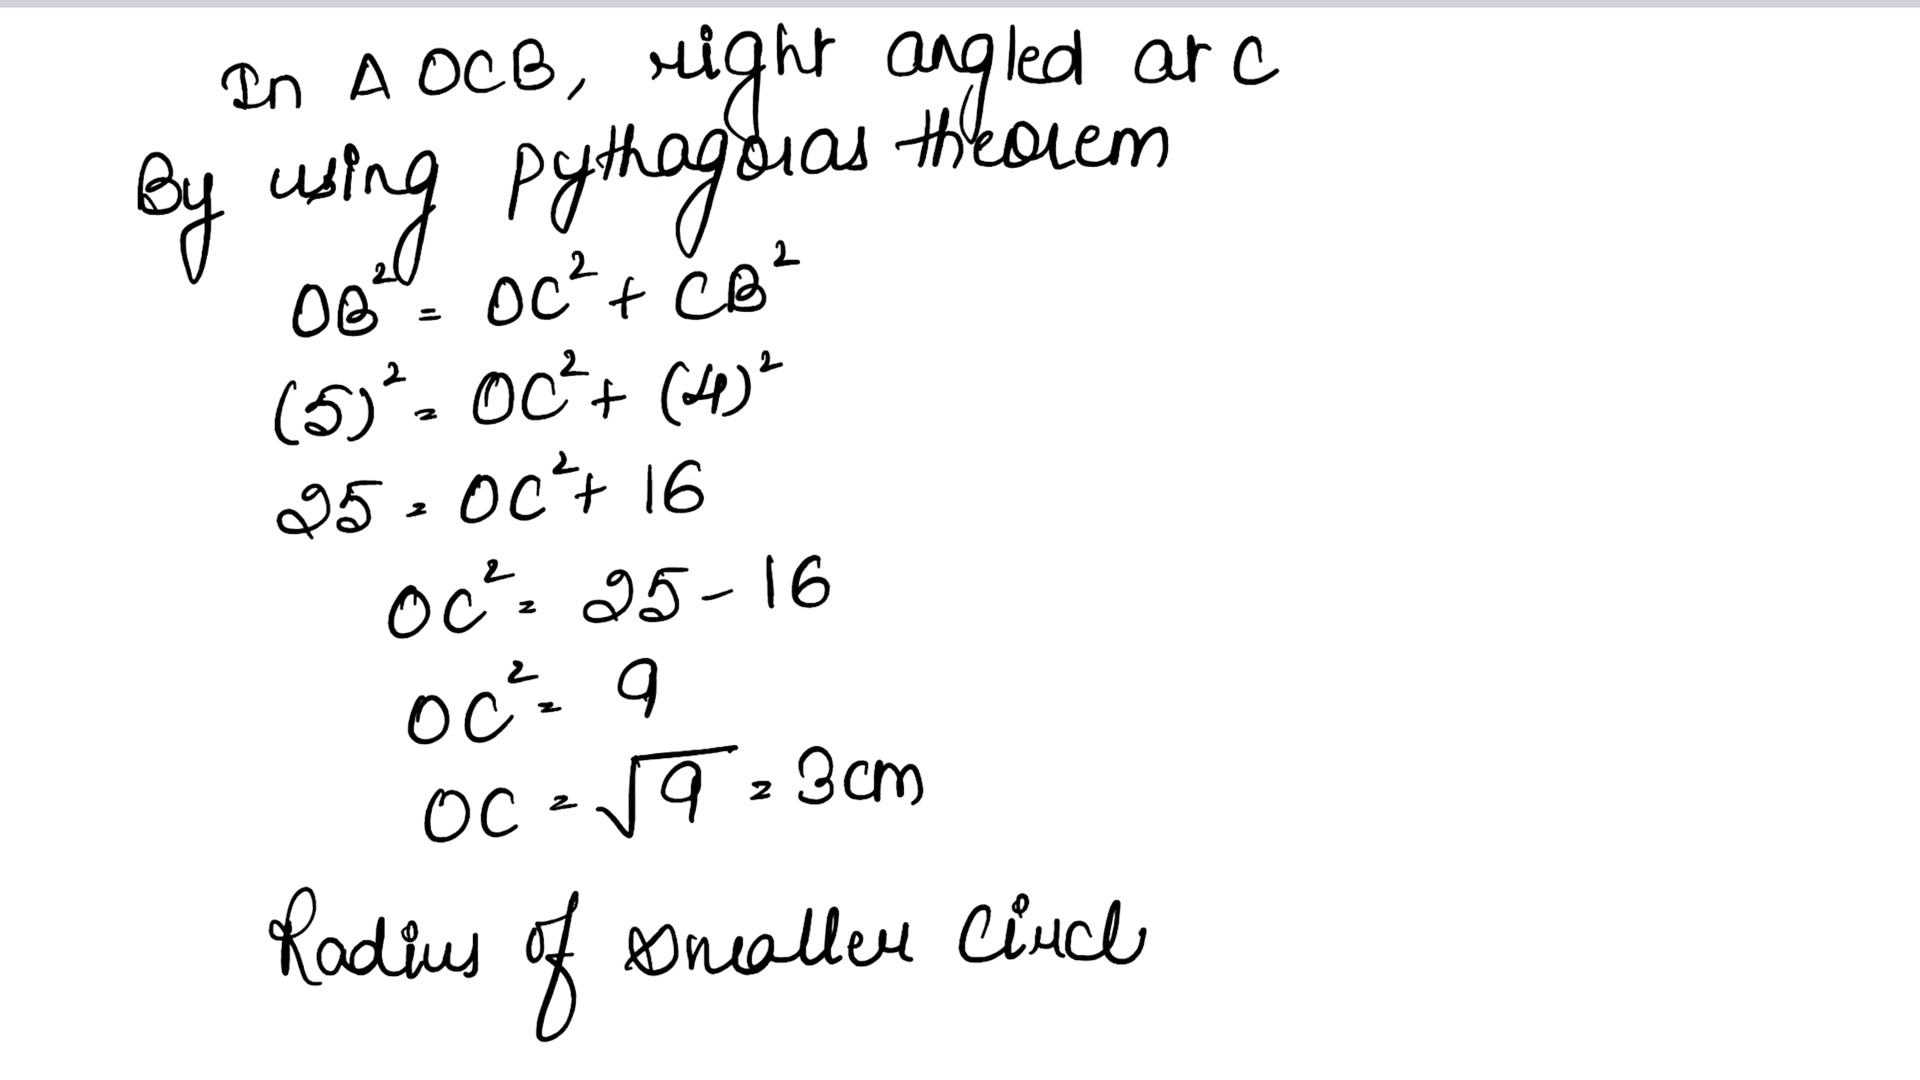 In Δ OCB, right angled at C
By using pythagoras theorem
OB² = OC² + CB²
(5)² = OC² + (4)²
25 = OC² + 16
OC² = 25 - 16
OC² = 9
OC = √9 = 3cm
Radius of smaller circle